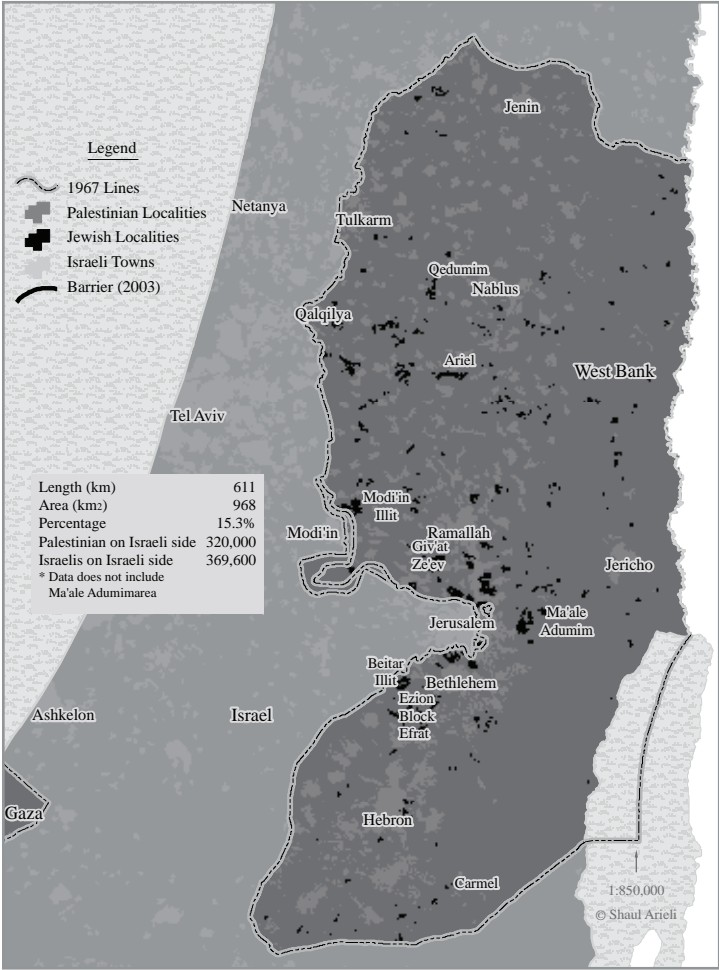 Legend
1967 Lines
Palestinian Localities
Jewish Localities
Israeli Towns
Barrier (2003)
Jenin
Netanya
Tulkarm
Qedumim
Nablus
Qalqilya
Ariel
West Bank
Tel Aviv
Length (km) 611
Area (km2) 968
Percentage 15.3%
Palestinian on Israeli side 320,000
Israelis on Israeli side 369,600
* Data does not include
Ma'ale Adumimarea
Modi'in
Illit
Modi'in
Ramallah
Giv'at
Ze'ev
Jericho
Jerusalem
Ma'ale
Adumim
Beitar
Illit
Bethlehem
Ezion
Block
Efrat
Ashkelon
Israel
Gaza
Hebron
Carmel
1:850,000
© Shaul Arieli